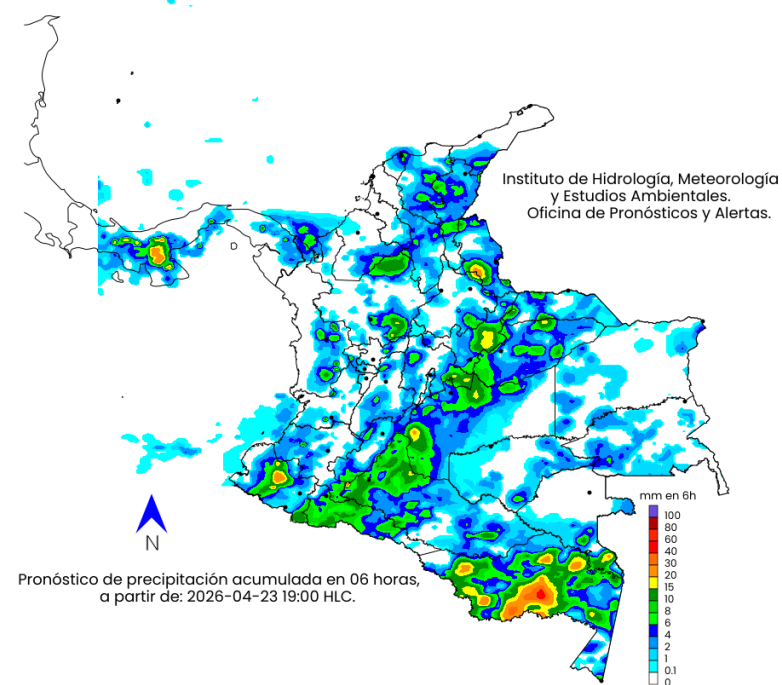 Instituto de Hidrología, Meteorología
y Estudios Ambientales.
Oficina de Pronósticos y Alertas.
N
mm en 6h
100
80
60
40
30
20
15
10
8
6
4
2
1
0.1
0
Pronóstico de precipitación acumulada en 06 horas,
a partir de: 2026-04-23 19:00 HLC.